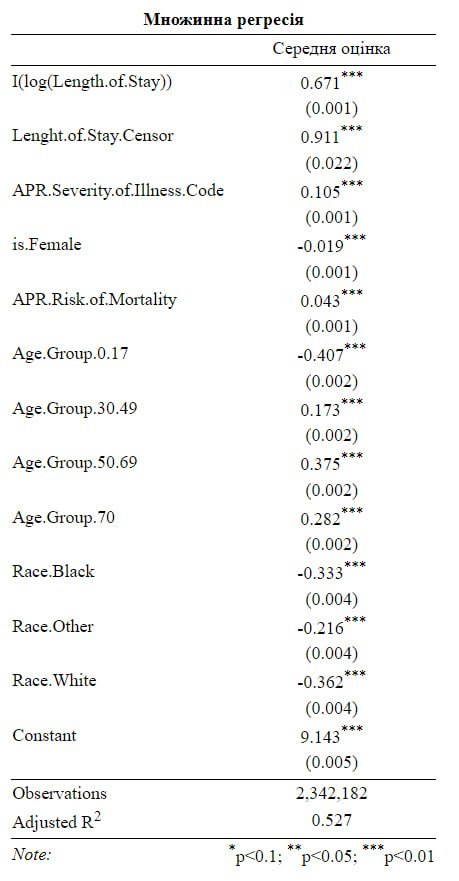 Множинна регресія
Середня оцінка
I(log(Length.of.Stay)) 0.671***
(0.001)
Lenght.of.Stay.Censor 0.911***
(0.022)
APR.Severity.of.Illness.Code 0.105***
(0.001)
is.Female -0.019***
(0.001)
APR.Risk.of.Mortality 0.043***
(0.001)
Age.Group.0.17 -0.407***
(0.002)
Age.Group.30.49 0.173***
(0.002)
Age.Group.50.69 0.375***
(0.002)
Age.Group.70 0.282***
(0.002)
Race.Black -0.333***
(0.004)
Race.Other -0.216***
(0.004)
Race.White -0.362***
(0.004)
Constant 9.143***
(0.005)
Observations 2,342,182
Adjusted R2 0.527
Note: *p<0.1; **p<0.05; ***p<0.01